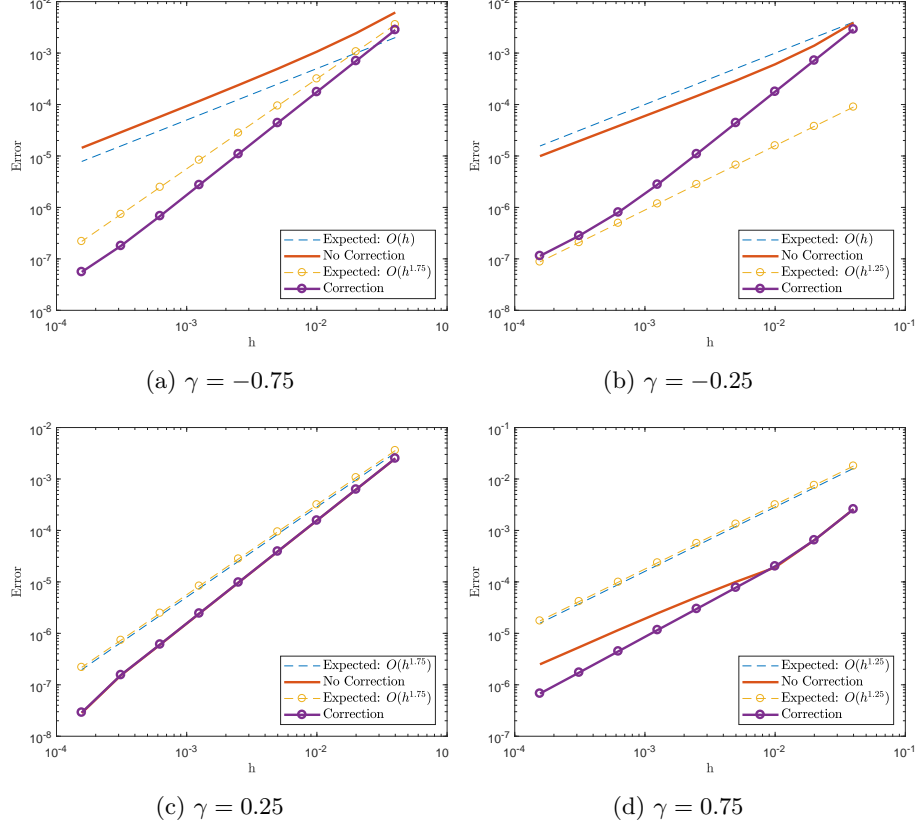 10^-2
10^-3
10^-4
10^-5
10^-6
10^-7
10^-8
Error
Expected: O(h)
No Correction
Expected: O(h^1.75)
Correction
10^-4
10^-3
10^-2
10
h
(a) γ = −0.75
10^-2
10^-3
10^-4
10^-5
10^-6
10^-7
10^-8
Error
Expected: O(h)
No Correction
Expected: O(h^1.25)
Correction
10^-4
10^-3
10^-2
10^-1
h
(b) γ = −0.25
10^-2
10^-3
10^-4
10^-5
10^-6
10^-7
10^-8
Error
Expected: O(h^1.75)
No Correction
Expected: O(h^1.75)
Correction
10^-4
10^-3
10^-2
10
h
(c) γ = 0.25
10^-1
10^-2
10^-3
10^-4
10^-5
10^-6
10^-7
Error
Expected: O(h^1.25)
No Correction
Expected: O(h^1.25)
Correction
10^-4
10^-3
10^-2
10^-1
h
(d) γ = 0.75